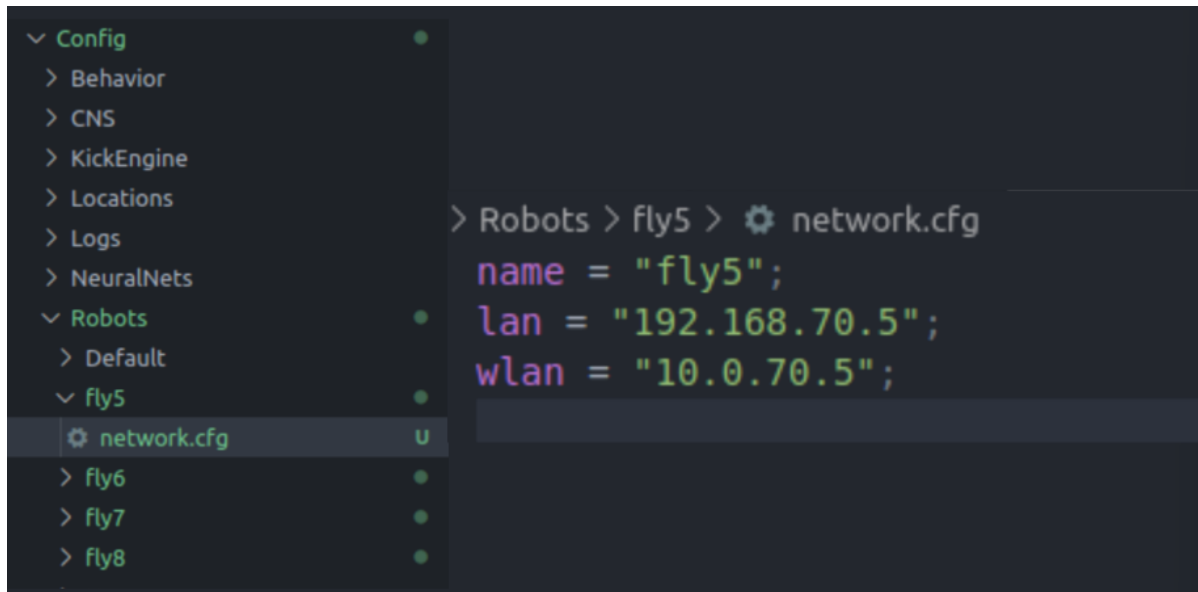 Config
Behavior
CNS
KickEngine
Locations
Logs
NeuralNets
Robots
Default
fly5
network.cfg U
fly6
fly7
fly8
> Robots > fly5 > network.cfg
name = "fly5";
lan = "192.168.70.5";
wlan = "10.0.70.5";